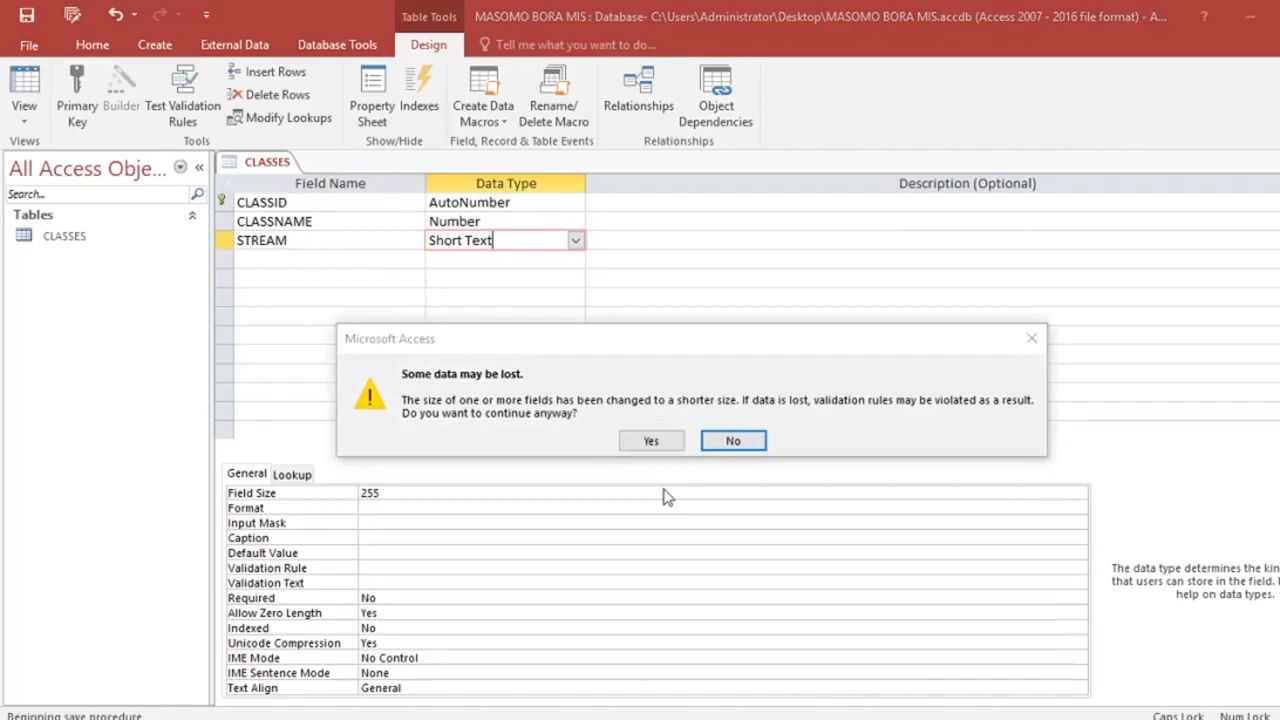 Table Tools
MASOMO BORA MIS : Database- C:\Users\Administrator\Desktop\MASOMO BORA MIS.accdb (Access 2007 - 2016 file format) - A...
File Home Create External Data Database Tools Design Tell me what you want to do...
View
Primary Key
Builder
Test Validation Rules
Insert Rows
Delete Rows
Modify Lookups
Property Sheet
Indexes
Create Data Macros
Rename/ Delete Macro
Relationships
Object Dependencies
Views Tools Show/Hide Field, Record & Table Events Relationships
All Access Obje...
Search...
Tables
CLASSES
CLASSES
Field Name Data Type Description (Optional)
CLASSID AutoNumber
CLASSNAME Number
STREAM Short Text
Microsoft Access
Some data may be lost.
The size of one or more fields has been changed to a shorter size. If data is lost, validation rules may be violated as a result.
Do you want to continue anyway?
Yes No
General Lookup
Field Size 255
Format
Input Mask
Caption
Default Value
Validation Rule
Validation Text
Required No
Allow Zero Length Yes
Indexed No
Unicode Compression Yes
IME Mode No Control
IME Sentence Mode None
Text Align General
The data type determines the kin
that users can store in the field.
help on data types.
Beginning save procedure
Caps Lock Num Lock